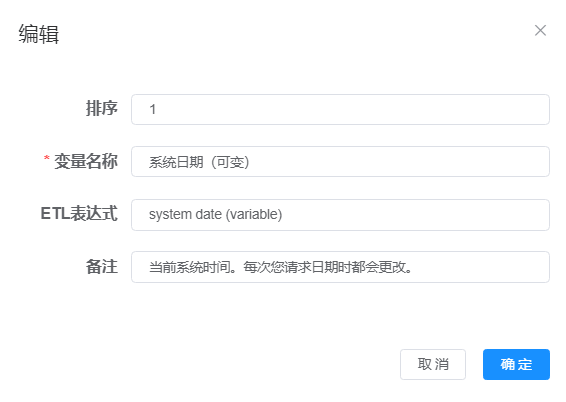 编辑
排序 1
* 变量名称 系统日期（可变）
ETL表达式 system date (variable)
备注 当前系统时间。每次您请求日期时都会更改。
取消 确定